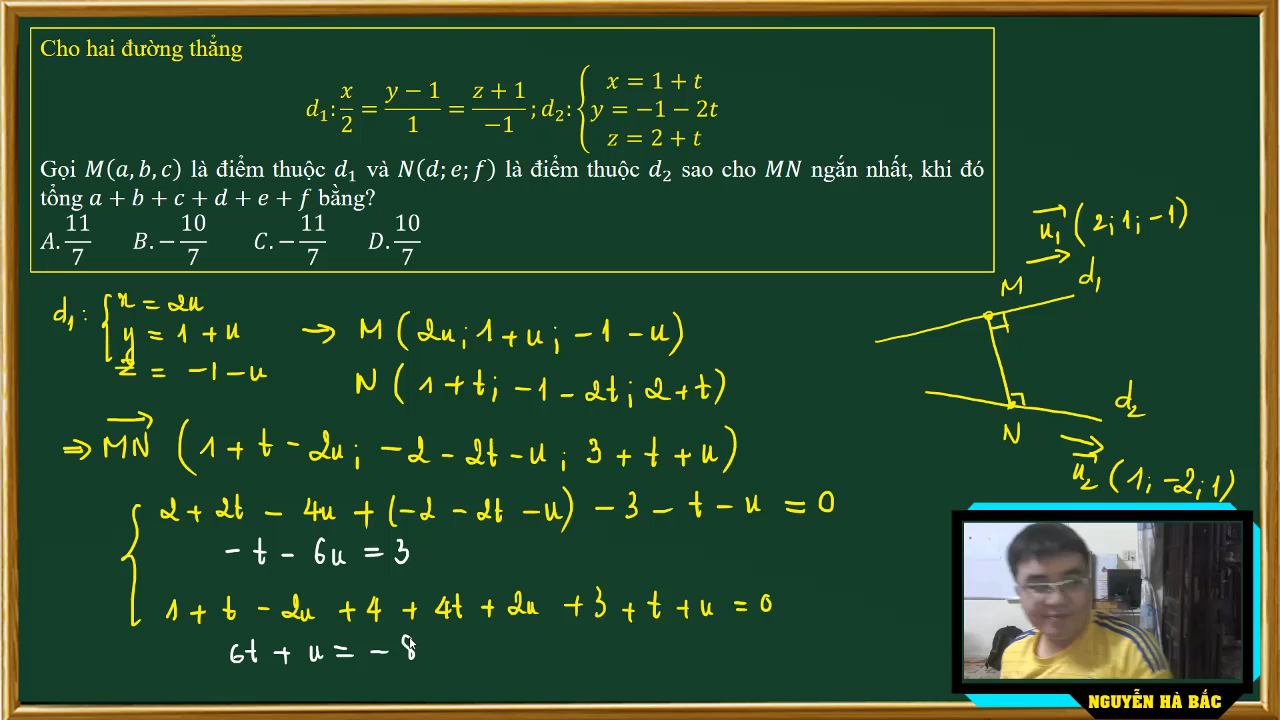 Cho hai đường thẳng
d₁: x/2 = (y − 1)/1 = (z + 1)/−1 ; d₂: { x = 1 + t
y = −1 − 2t
z = 2 + t
Gọi M(a, b, c) là điểm thuộc d₁ và N(d; e; f) là điểm thuộc d₂ sao cho MN ngắn nhất, khi đó
tổng a + b + c + d + e + f bằng?
A. 11/7 B. − 10/7 C. − 11/7 D. 10/7
u₁→ (2; 1; −1)
d₁
M
d₂
N
u₂→ (1; −2; 1)
d₁: { x = 2u
y = 1 + u
z = −1 − u
→ M (2u; 1 + u; −1 − u)
N (1 + t; −1 − 2t; 2 + t)
⇒ MN→ (1 + t − 2u; −2 − 2t − u; 3 + t + u)
{ 2 + 2t − 4u + (−2 − 2t − u) − 3 − t − u = 0
− t − 6u = 3
1 + t − 2u + 4 + 4t + 2u + 3 + t + u = 0
6t + u = − 8
NGUYỄN HÀ BẮC